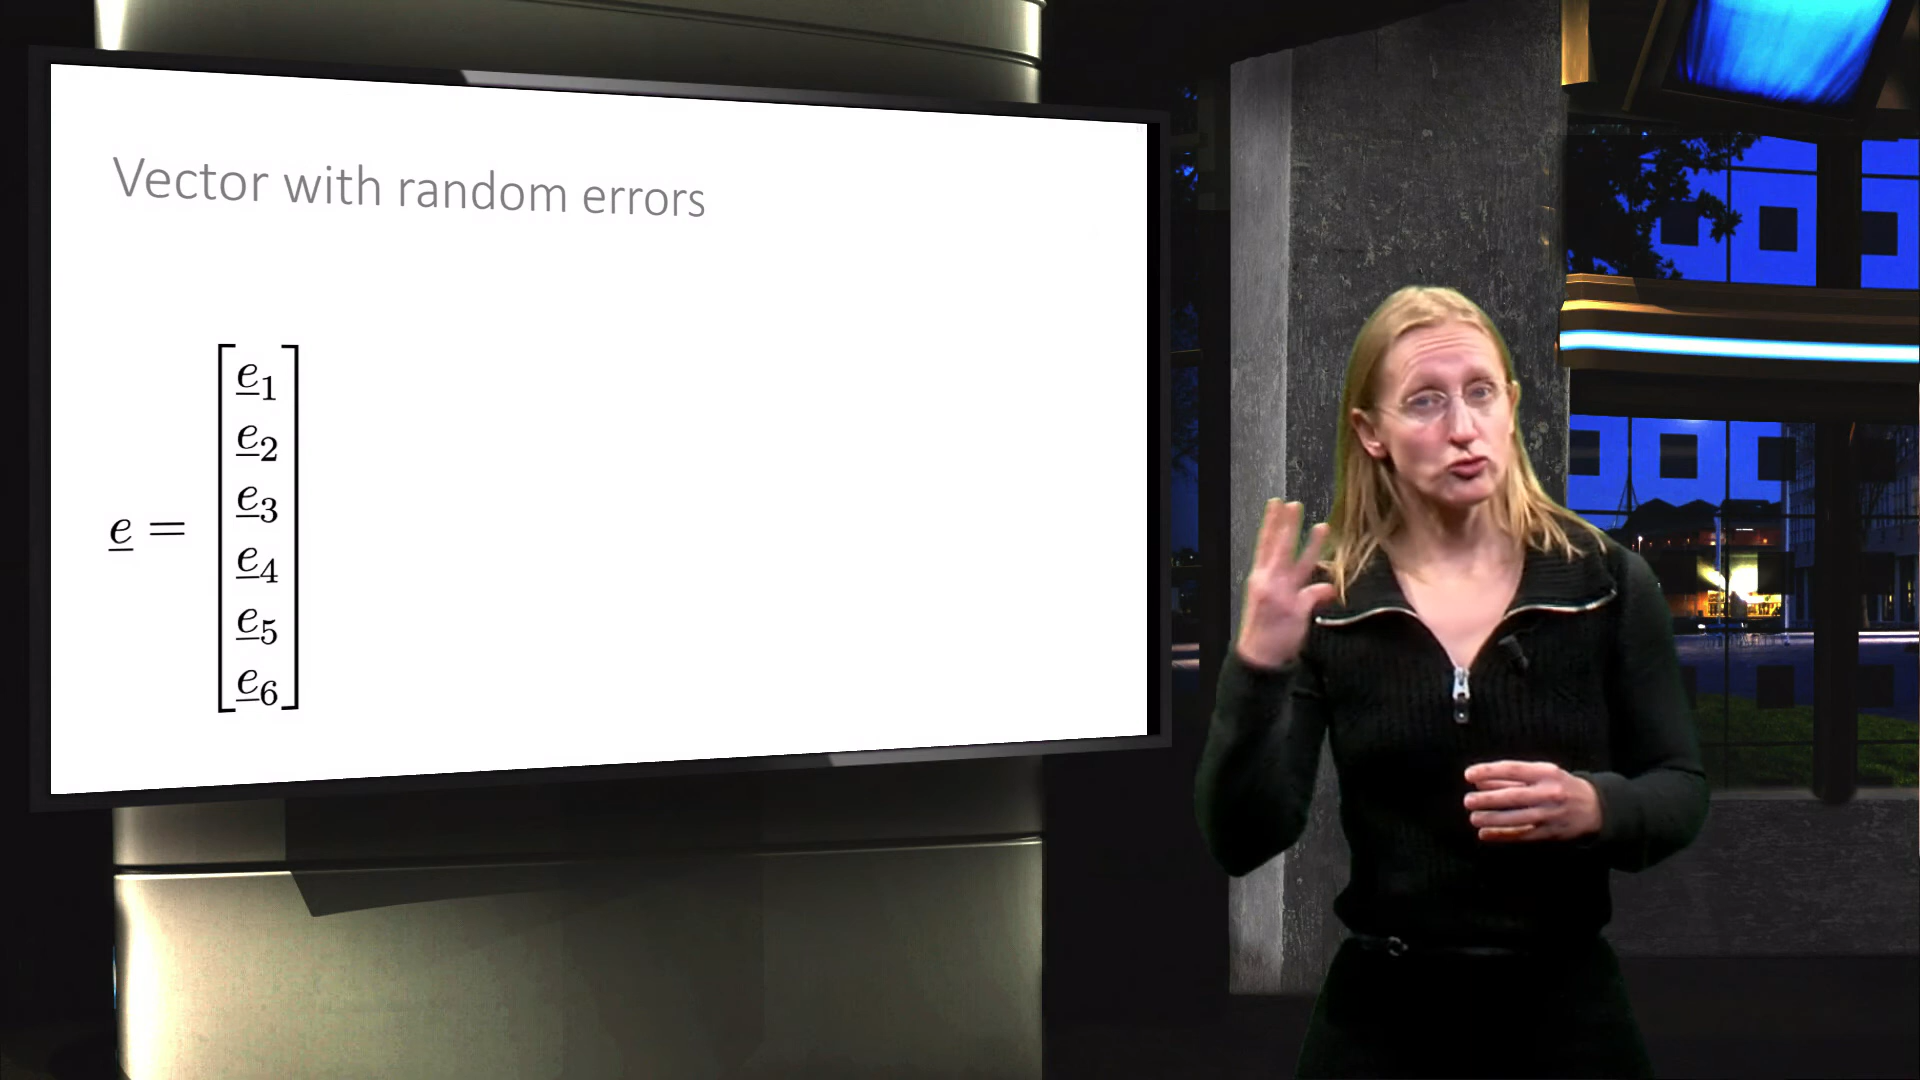 Vector with random errors
e = [e1
e2
e3
e4
e5
e6]